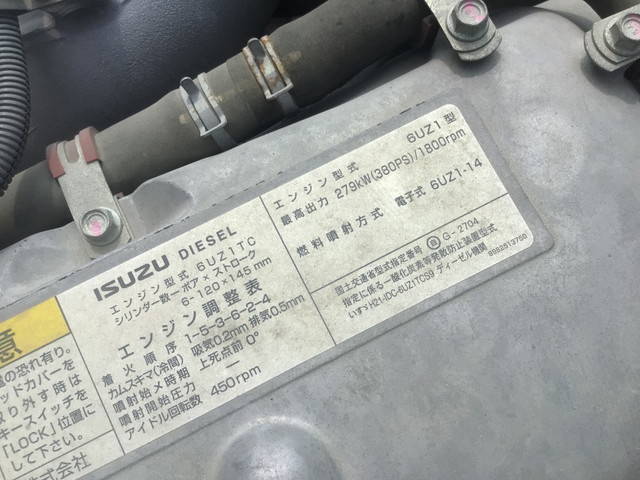 ISUZU DIESEL
エンジン型式 6UZ1TC
シリンダー数ーボア×ストローク
6-120×145mm
エンジン調整表
着火順序 1-5-3-6-2-4
カムスキマ(冷間) 吸気0.2mm 排気0.5mm
噴射始メ時期 上死点前 0°
噴射開始圧力 —
アイドル回転数 450rpm
エンジン型式 6UZ1型
最高出力 279kW(380PS)/1800rpm
燃料噴射方式 電子式 6UZ1-14
国土交通省型式指定番号 G-2704
指定に係る一酸化炭素等発散防止装置型式
いすゞH21-IDC-6UZ1TCS9 ディーゼル機関
意
の恐れ有り。
ッドカバーを
り外す時は
キースイッチを
「LOCK」位置に
して下さい。
株式会社